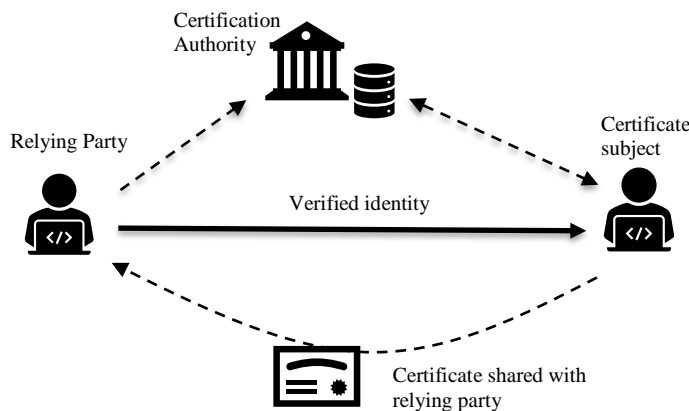 Certification
Authority
Relying Party
Certificate
subject
</>
</>
Verified identity
Certificate shared with
relying party